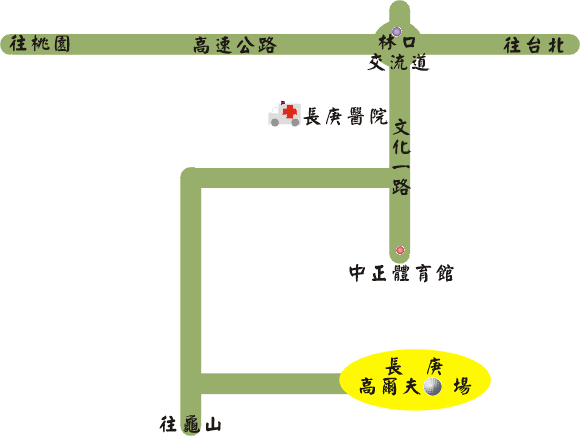 往桃園
高速公路
林口
交流道
往台北
長庚醫院
文化一路
中正體育館
長庚
高爾夫場
往龜山